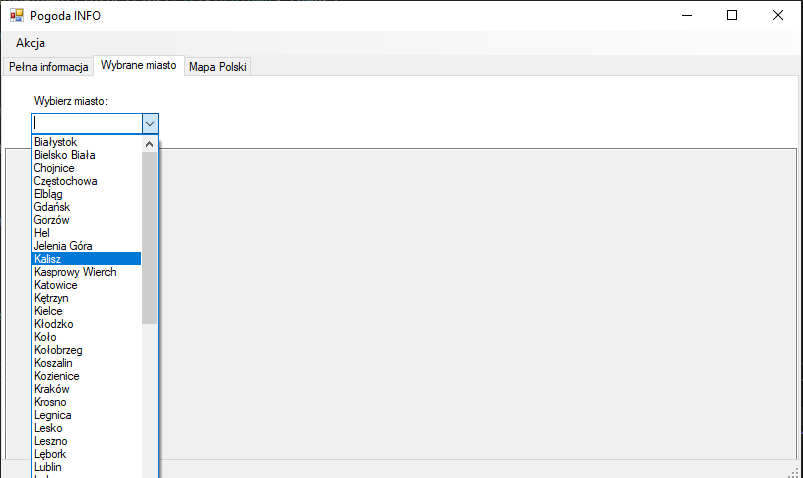 Pogoda INFO
Akcja
Pełna informacja Wybrane miasto Mapa Polski
Wybierz miasto:
Białystok
Bielsko Biała
Chojnice
Częstochowa
Elbląg
Gdańsk
Gorzów
Hel
Jelenia Góra
Kalisz
Kasprowy Wierch
Katowice
Kętrzyn
Kielce
Kłodzko
Koło
Kołobrzeg
Koszalin
Kozienice
Kraków
Krosno
Legnica
Lesko
Leszno
Lębork
Lublin